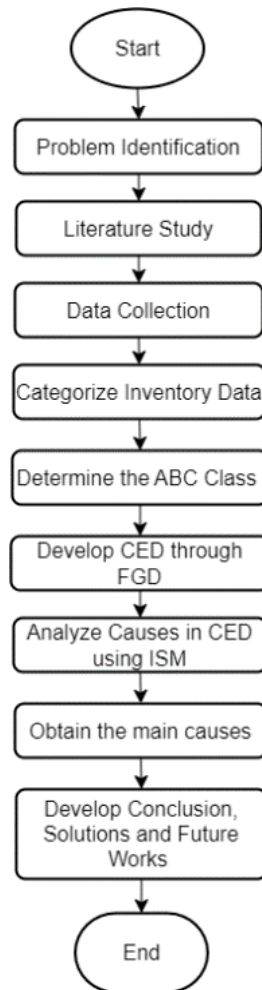 Start
Problem Identification
Literature Study
Data Collection
Categorize Inventory Data
Determine the ABC Class
Develop CED through
FGD
Analyze Causes in CED
using ISM
Obtain the main causes
Develop Conclusion,
Solutions and Future
Works
End